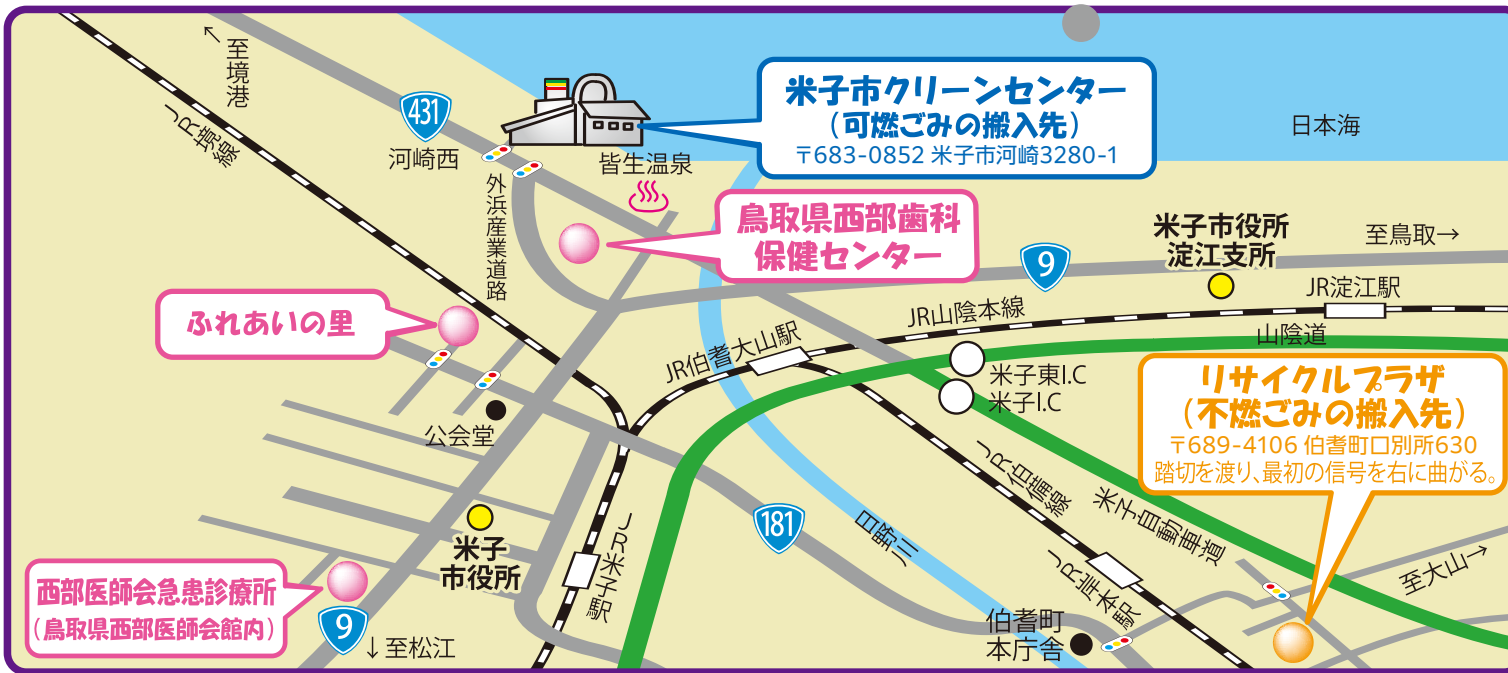 ↑
至境港
JR境線
431
河崎西
外浜産業道路
皆生温泉
米子市クリーンセンター
(可燃ごみの搬入先)
〒683-0852 米子市河崎3280-1
日本海
鳥取県西部歯科
保健センター
9
米子市役所
淀江支所
至鳥取→
JR淀江駅
JR山陰本線
山陰道
ふれあいの里
JR伯耆大山駅
米子東I.C
米子I.C
リサイクルプラザ
(不燃ごみの搬入先)
〒689-4106 伯耆町口別所630
踏切を渡り、最初の信号を右に曲がる。
公会堂
JR伯備線
米子自動車道
181
日野川
米子
市役所
JR米子駅
JR岸本駅
至大山→
西部医師会急患診療所
(鳥取県西部医師会館内)
9
↓至松江
伯耆町
本庁舎